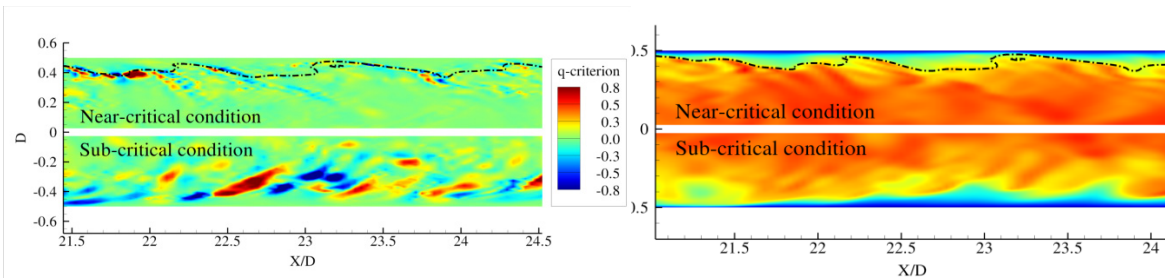 0.6
0.4
0.2
0
-0.2
-0.4
-0.6
D
Near-critical condition
Sub-critical condition
21.5 22 22.5 23 23.5 24 24.5
X/D
q-criterion
0.8
0.5
0.3
0.0
-0.3
-0.5
-0.8
0.5
0
0.5
Near-critical condition
Sub-critical condition
21.5 22 22.5 23 23.5 24
X/D